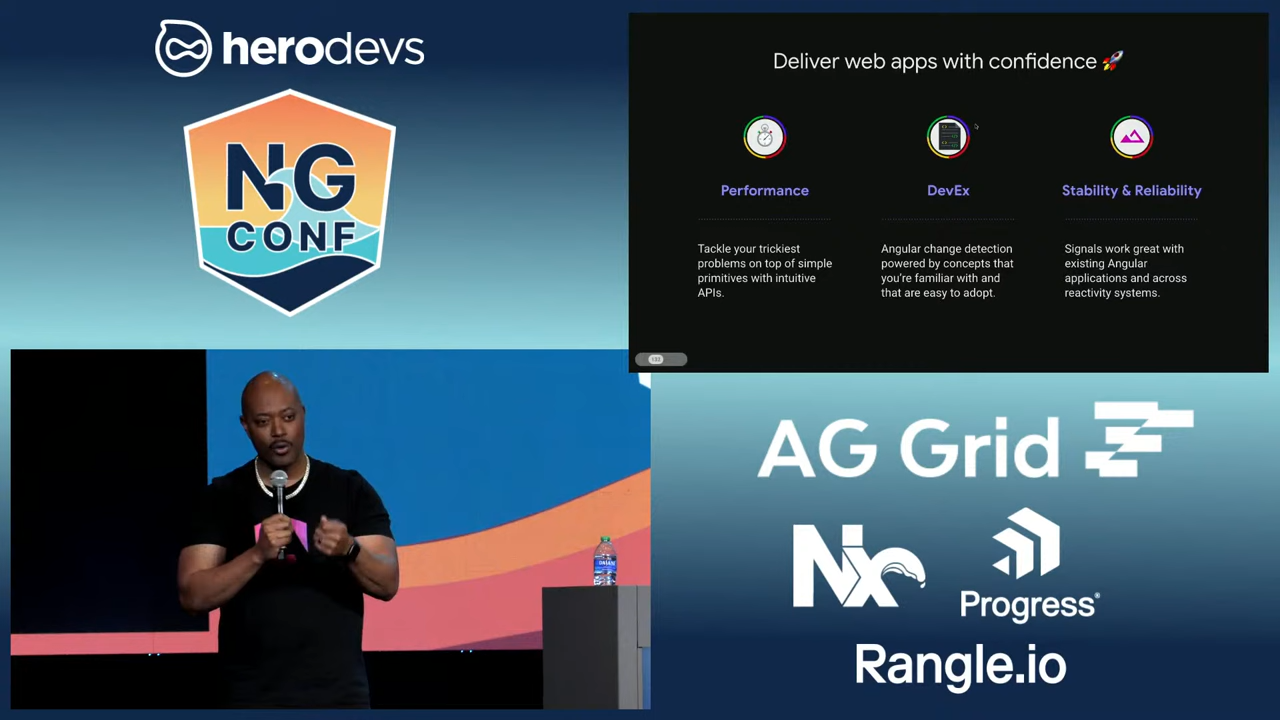 herodevs
NG
CONF
Deliver web apps with confidence 🚀
Performance
DevEx
Stability & Reliability
Tackle your trickiest
problems on top of simple
primitives with intuitive
APIs.
Angular change detection
powered by concepts that
you're familiar with and
that are easy to adopt.
Signals work great with
existing Angular
applications and across
reactivity systems.
133
AG Grid
Nx
Progress®
Rangle.io
DASANI